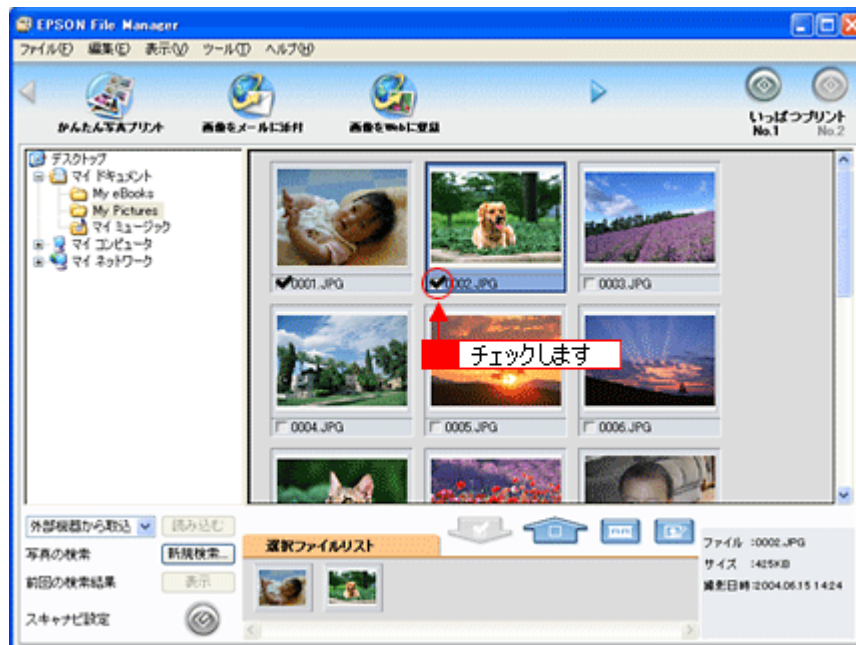 EPSON File Manager
ファイル(F) 編集(E) 表示(V) ツール(T) ヘルプ(H)
かんたん写真プリント 画像をメールに添付 画像をWebに登録 いっぱつプリント
No.1 No.2
デスクトップ
マイ ドキュメント
My eBooks
My Pictures
マイ ミュージック
マイ コンピュータ
マイ ネットワーク
0001.JPG 0002.JPG 0003.JPG
チェックします
0004.JPG 0005.JPG 0006.JPG
外部機器から取込 読み込む
写真の検索 新規検索...
前回の検索結果 表示
スキャナビ設定
選択ファイルリスト
ファイル :0002.JPG
サイズ :425KB
撮影日時:2004.06.15 14:24